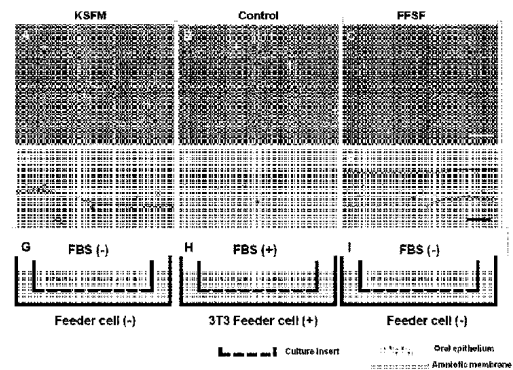 KSFM Control FFSF
A B C
G FBS (-) H FBS (+) I FBS (-)
Feeder cell (-) 3T3 Feeder cell (+) Feeder cell (-)
Culture insert Oral epithelium
Amniotic membrane